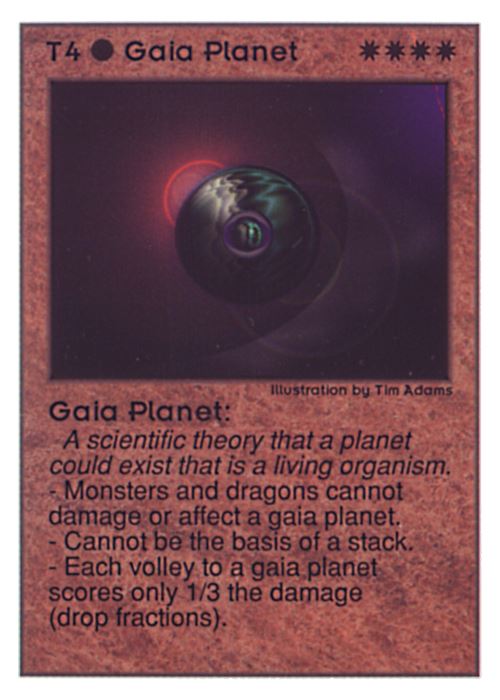 T4 ● Gaia Planet ✷✷✷✷
Illustration by Tim Adams
Gaia Planet:
A scientific theory that a planet
could exist that is a living organism.
- Monsters and dragons cannot
damage or affect a gaia planet.
- Cannot be the basis of a stack.
- Each volley to a gaia planet
scores only 1/3 the damage
(drop fractions).